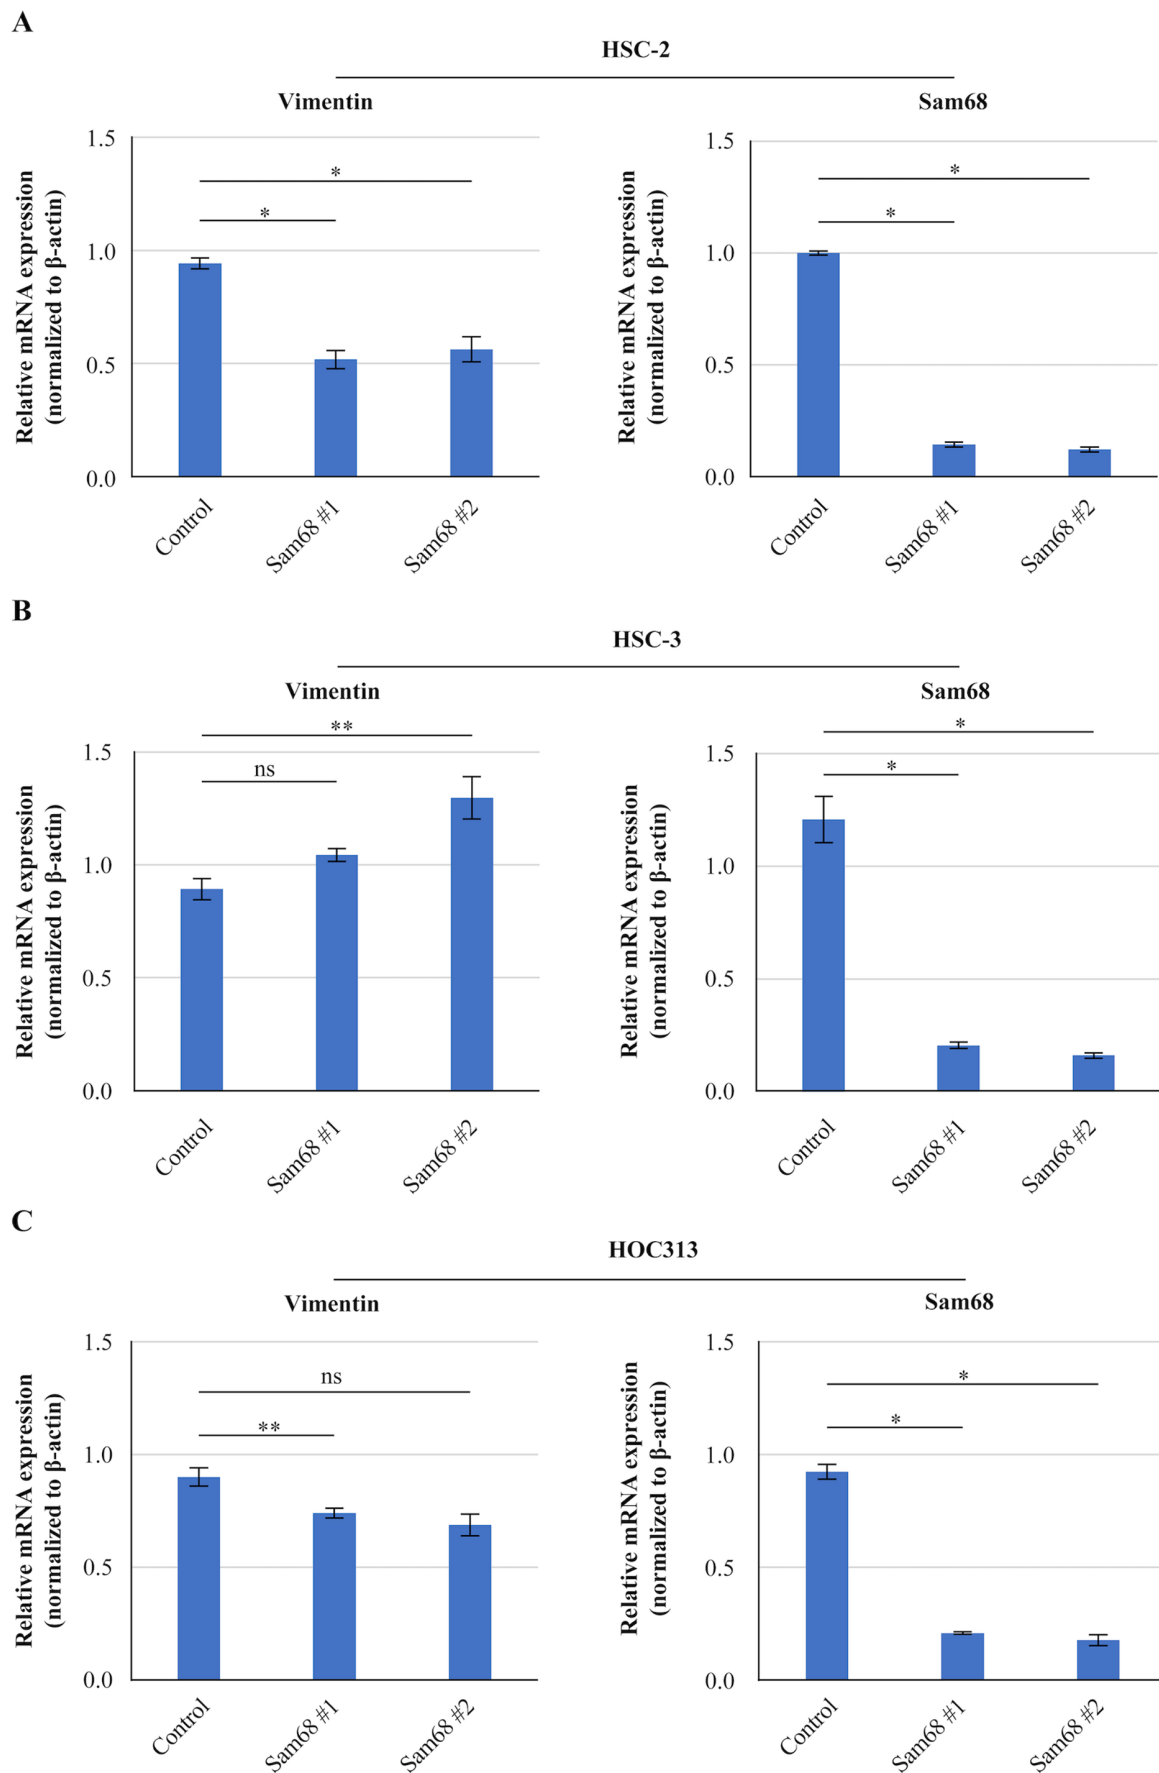 A
HSC-2
Vimentin
Sam68
Relative mRNA expression
(normalized to β-actin)
1.5
1.0
0.5
0.0
*
*
Control
Sam68 #1
Sam68 #2
Relative mRNA expression
(normalized to β-actin)
1.5
1.0
0.5
0.0
*
*
Control
Sam68 #1
Sam68 #2
B
HSC-3
Vimentin
Sam68
Relative mRNA expression
(normalized to β-actin)
1.5
1.0
0.5
0.0
**
ns
Control
Sam68 #1
Sam68 #2
Relative mRNA expression
(normalized to β-actin)
1.5
1.0
0.5
0.0
*
*
Control
Sam68 #1
Sam68 #2
C
HOC313
Vimentin
Sam68
Relative mRNA expression
(normalized to β-actin)
1.5
1.0
0.5
0.0
ns
**
Control
Sam68 #1
Sam68 #2
Relative mRNA expression
(normalized to β-actin)
1.5
1.0
0.5
0.0
*
*
Control
Sam68 #1
Sam68 #2